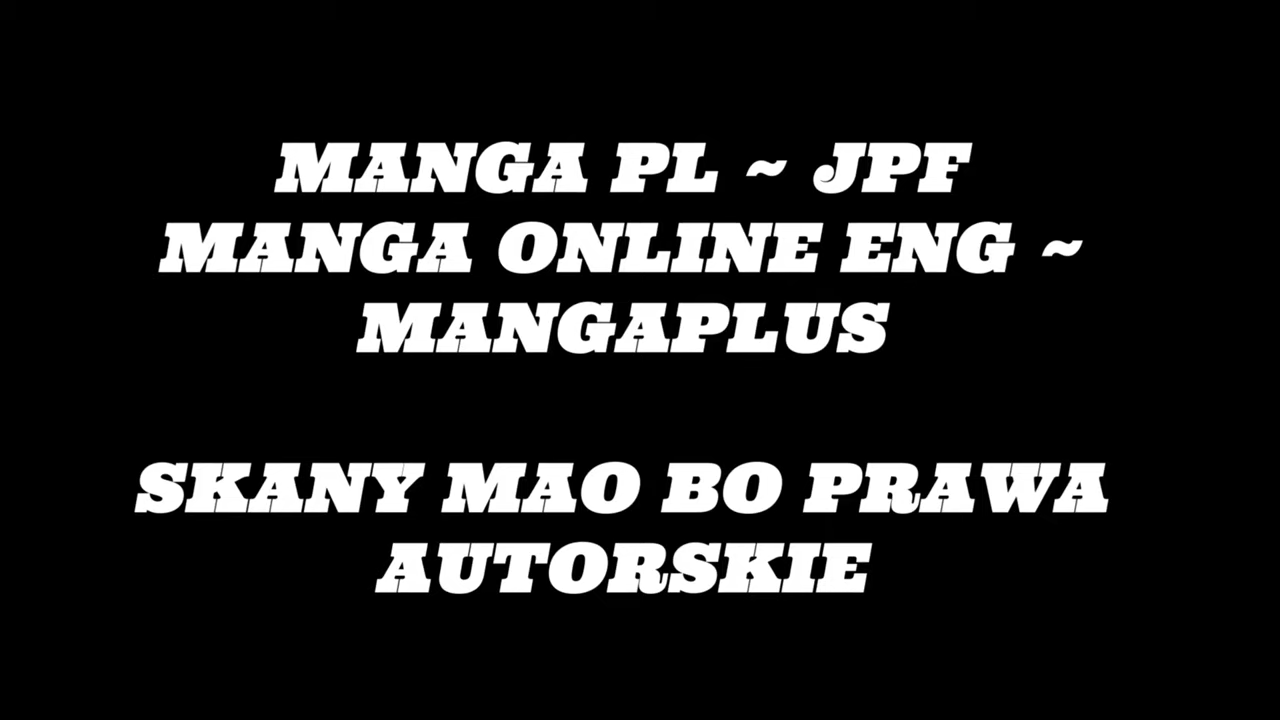 MANGA PL ~ JPF
MANGA ONLINE ENG ~
MANGAPLUS
SKANY MAO BO PRAWA
AUTORSKIE